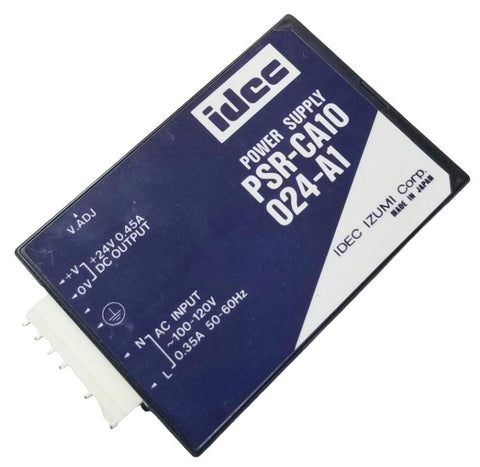 idec
POWER SUPPLY
PSR-CA10
024-A1
IDEC IZUMI Corp.
MADE IN JAPAN
V.ADJ
+V
0V
+24V 0.45A
DC OUTPUT
N
L
AC INPUT
~100-120V
0.35A 50-60Hz